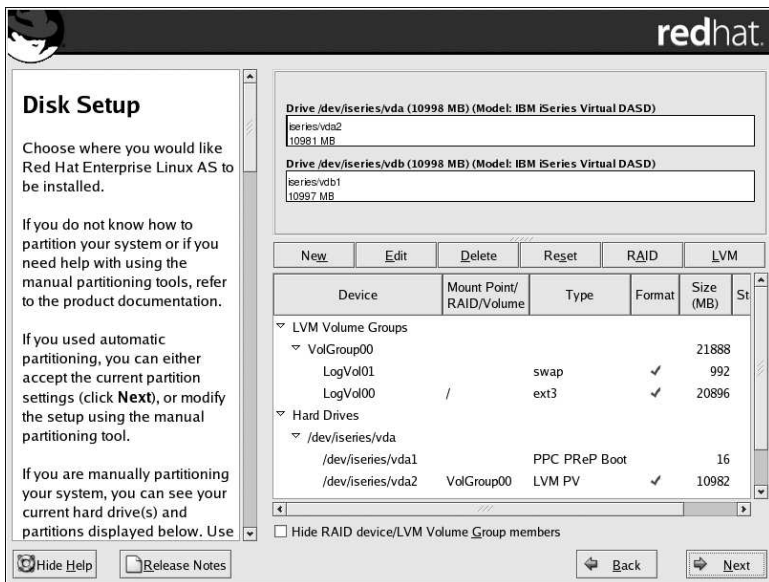 redhat.
Disk Setup
Choose where you would like
Red Hat Enterprise Linux AS to
be installed.
If you do not know how to
partition your system or if you
need help with using the
manual partitioning tools, refer
to the product documentation.
If you used automatic
partitioning, you can either
accept the current partition
settings (click Next), or modify
the setup using the manual
partitioning tool.
If you are manually partitioning
your system, you can see your
current hard drive(s) and
partitions displayed below. Use
Drive /dev/iseries/vda (10998 MB) (Model: IBM iSeries Virtual DASD)
iseries/vda2
10981 MB
Drive /dev/iseries/vdb (10998 MB) (Model: IBM iSeries Virtual DASD)
iseries/vdb1
10997 MB
New Edit Delete Reset RAID LVM
Device Mount Point/ RAID/Volume Type Format Size (MB) St
LVM Volume Groups
VolGroup00 21888
LogVol01 swap ✓ 992
LogVol00 / ext3 ✓ 20896
Hard Drives
/dev/iseries/vda
/dev/iseries/vda1 PPC PReP Boot 16
/dev/iseries/vda2 VolGroup00 LVM PV ✓ 10982
Hide RAID device/LVM Volume Group members
Hide Help Release Notes Back Next